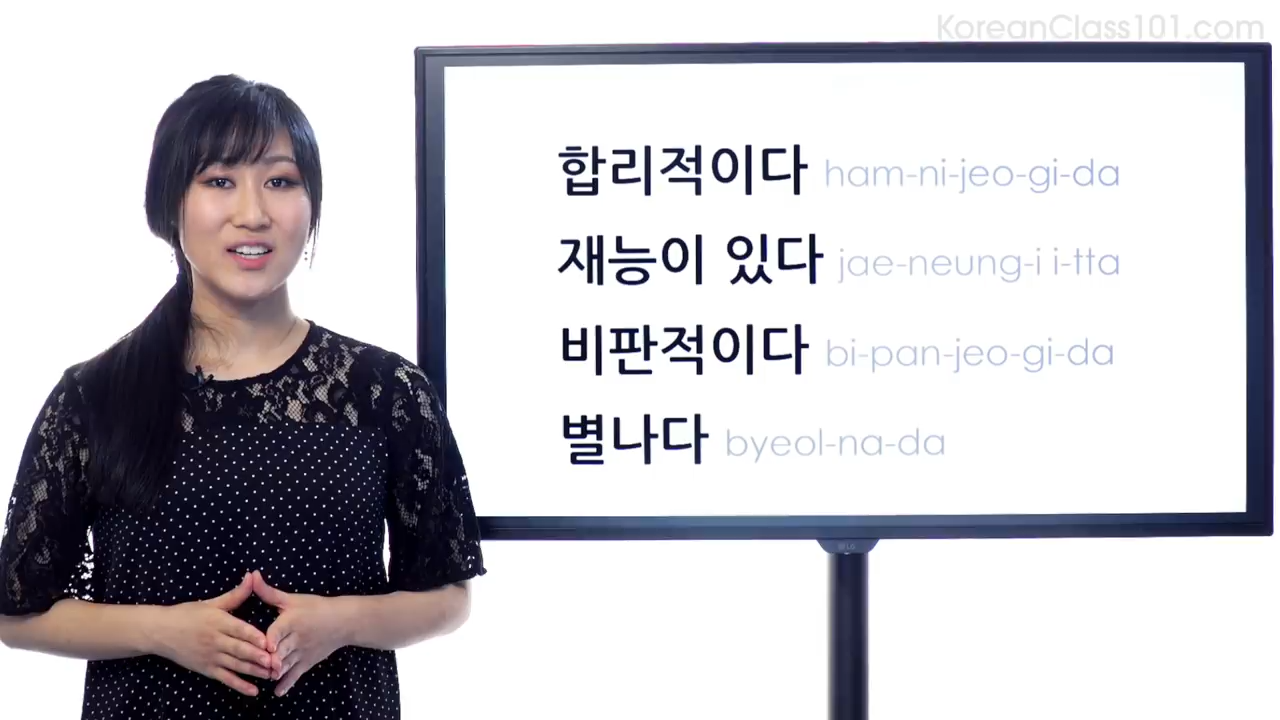 KoreanClass101.com
합리적이다 ham-ni-jeo-gi-da
재능이 있다 jae-neung-i i-tta
비판적이다 bi-pan-jeo-gi-da
별나다 byeol-na-da